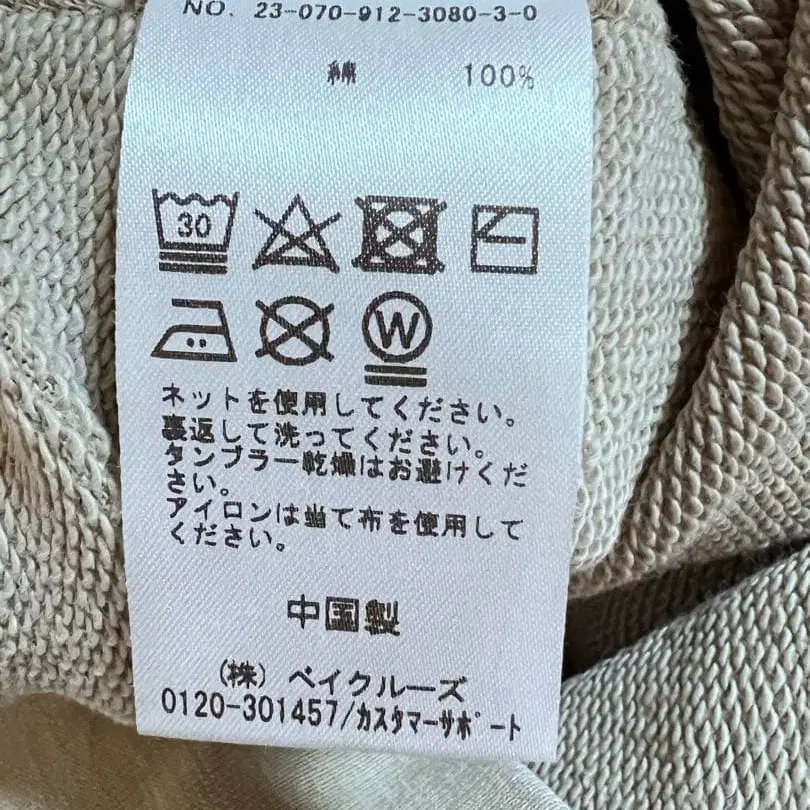 NO. 23-070-912-3080-3-0
綿 100%
30
W
ネットを使用してください。
裏返して洗ってください。
タンブラー乾燥はお避けくだ
さい。
アイロンは当て布を使用して
ください。
中国製
(株) ベイクルーズ
0120-301457/カスタマーサポート